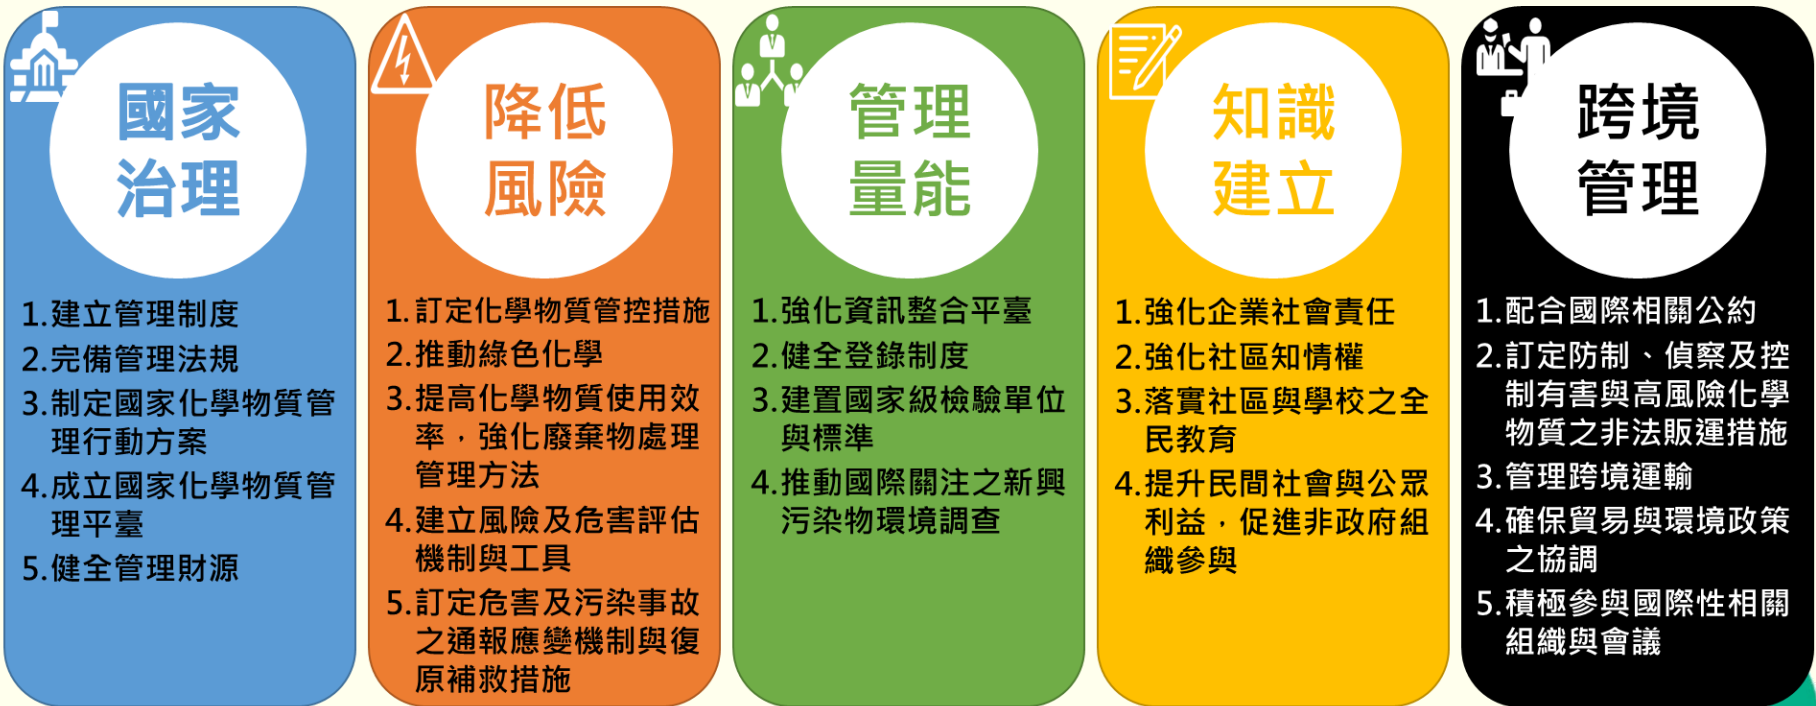 國家
治理
1.建立管理制度
2.完備管理法規
3.制定國家化學物質管
理行動方案
4.成立國家化學物質管
理平臺
5.健全管理財源
降低
風險
1.訂定化學物質管控措施
2.推動綠色化學
3.提高化學物質使用效
率，強化廢棄物處理
管理方法
4.建立風險及危害評估
機制與工具
5.訂定危害及污染事故
之通報應變機制與復
原補救措施
管理
量能
1.強化資訊整合平臺
2.健全登錄制度
3.建置國家級檢驗單位
與標準
4.推動國際關注之新興
污染物環境調查
知識
建立
1.強化企業社會責任
2.強化社區知情權
3.落實社區與學校之全
民教育
4.提升民間社會與公眾
利益，促進非政府組
織參與
跨境
管理
1.配合國際相關公約
2.訂定防制、偵察及控
制有害與高風險化學
物質之非法販運措施
3.管理跨境運輸
4.確保貿易與環境政策
之協調
5.積極參與國際性相關
組織與會議